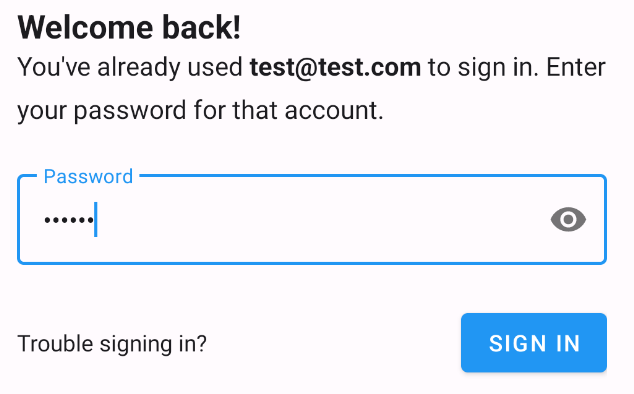 Welcome back!
You've already used test@test.com to sign in. Enter
your password for that account.
Password
••••••
Trouble signing in?
SIGN IN